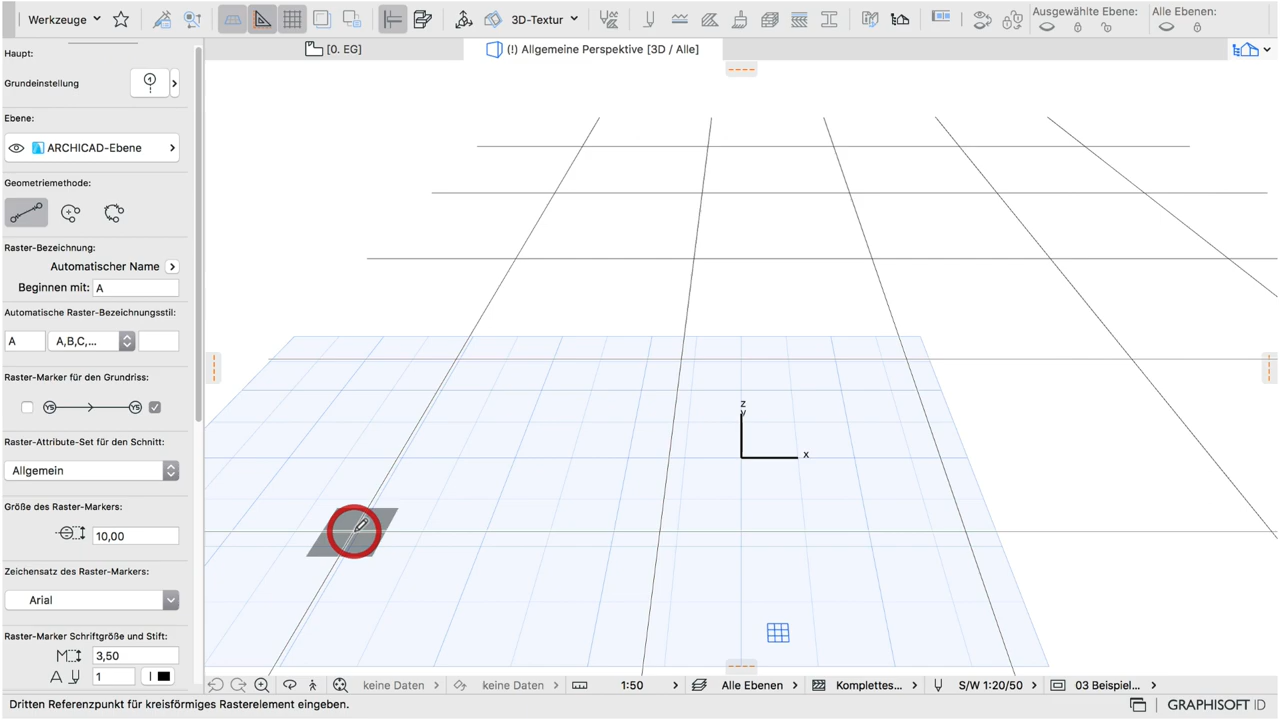 Werkzeuge
3D-Textur
Ausgewählte Ebene:
Alle Ebenen:
[0. EG]
(!) Allgemeine Perspektive [3D / Alle]
Haupt:
Grundeinstellung
Ebene:
ARCHICAD-Ebene
Geometriemethode:
Raster-Bezeichnung:
Automatischer Name
Beginnen mit: A
Automatische Raster-Bezeichnungsstil:
A A,B,C,...
Raster-Marker für den Grundriss:
Raster-Attribute-Set für den Schnitt:
Allgemein
Größe des Raster-Markers:
10,00
Zeichensatz des Raster-Markers:
Arial
Raster-Marker Schriftgröße und Stift:
3,50
1
z
y
x
keine Daten
keine Daten
1:50
Alle Ebenen
Komplettes...
S/W 1:20/50
03 Beispiel...
Dritten Referenzpunkt für kreisförmiges Rasterelement eingeben.
GRAPHISOFT ID